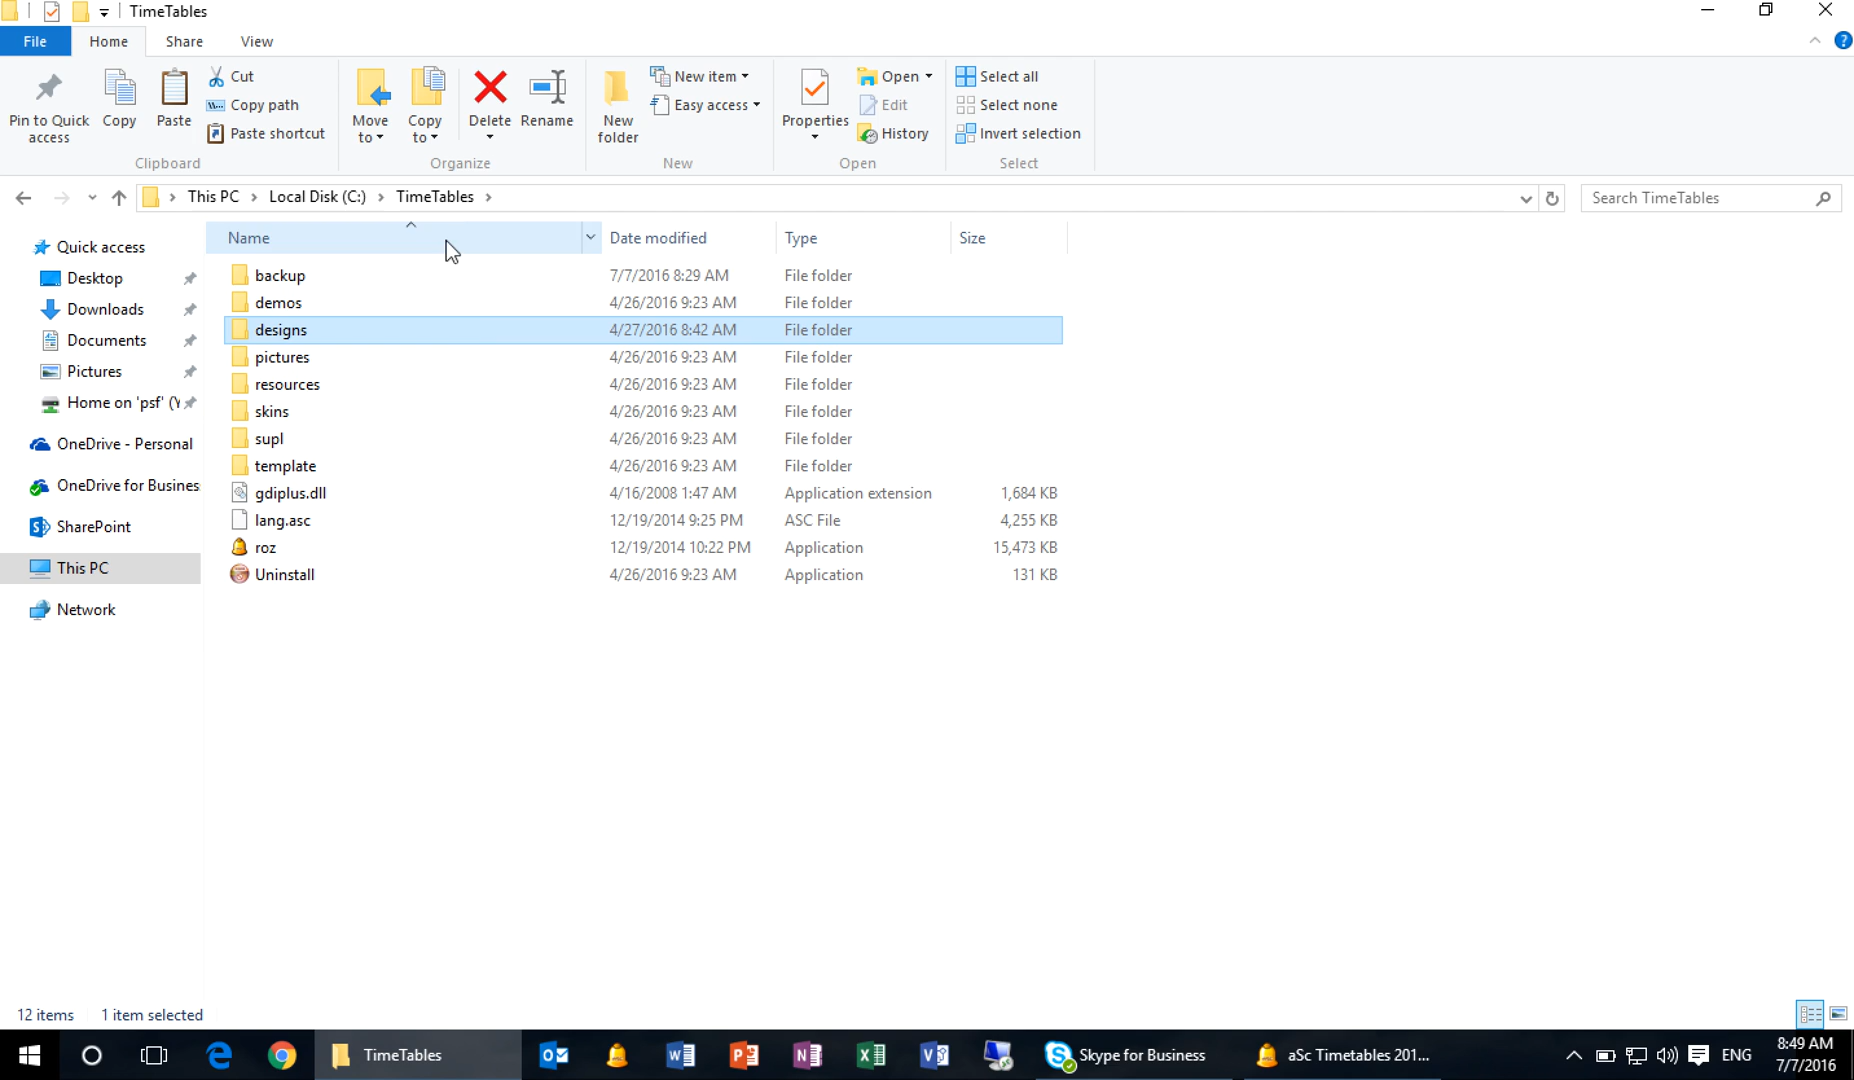 TimeTables
File Home Share View
Pin to Quick access
Copy
Paste
Cut
Copy path
Paste shortcut
Move to
Copy to
Delete
Rename
New folder
New item
Easy access
Properties
Open
Edit
History
Select all
Select none
Invert selection
Clipboard Organize New Open Select
This PC Local Disk (C:) TimeTables
Search TimeTables
Name Date modified Type Size
Quick access
Desktop
Downloads
Documents
Pictures
Home on 'psf' (Y
OneDrive - Personal
OneDrive for Busines
SharePoint
This PC
Network
backup 7/7/2016 8:29 AM File folder
demos 4/26/2016 9:23 AM File folder
designs 4/27/2016 8:42 AM File folder
pictures 4/26/2016 9:23 AM File folder
resources 4/26/2016 9:23 AM File folder
skins 4/26/2016 9:23 AM File folder
supl 4/26/2016 9:23 AM File folder
template 4/26/2016 9:23 AM File folder
gdiplus.dll 4/16/2008 1:47 AM Application extension 1,684 KB
lang.asc 12/19/2014 9:25 PM ASC File 4,255 KB
roz 12/19/2014 10:22 PM Application 15,473 KB
Uninstall 4/26/2016 9:23 AM Application 131 KB
12 items 1 item selected
TimeTables
Skype for Business
aSc Timetables 201...
ENG
8:49 AM
7/7/2016